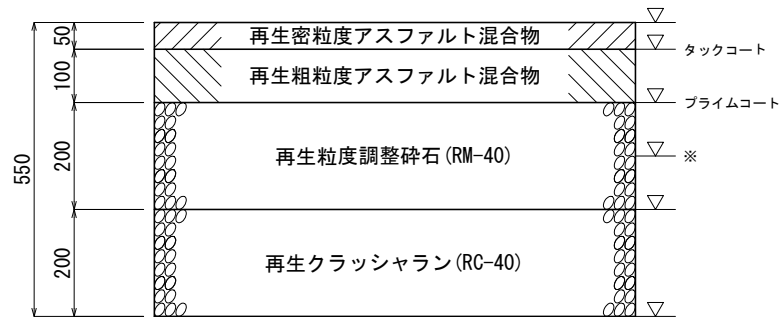 50
再生密粒度アスファルト混合物
タックコート
100
再生粗粒度アスファルト混合物
プライムコート
550
200
再生粒度調整砕石(RM-40)
※
200
再生クラッシャラン(RC-40)